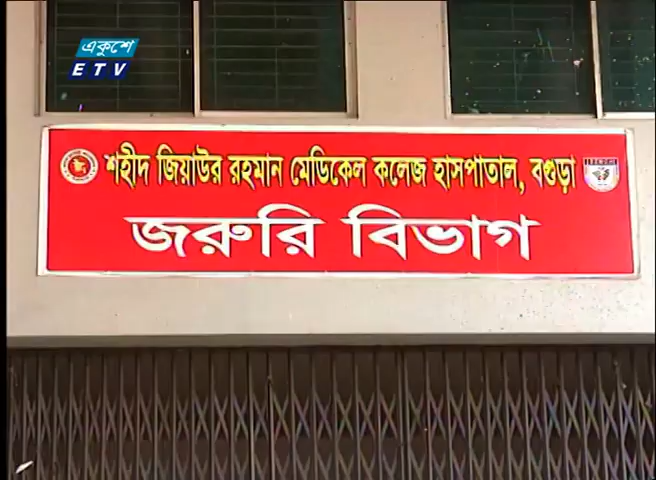 একুশে
ETV
শহীদ জিয়াউর রহমান মেডিকেল কলেজ হাসপাতাল, বগুড়া
জরুরি বিভাগ